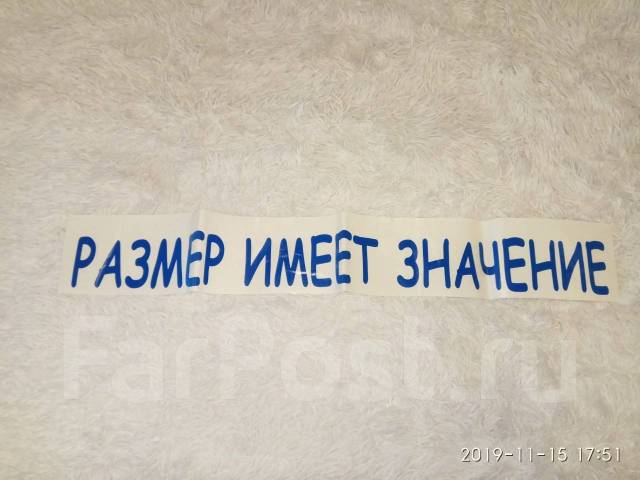 РАЗМЕР ИМЕЕТ ЗНАЧЕНИЕ
FarPost.ru
2019-11-15 17:51